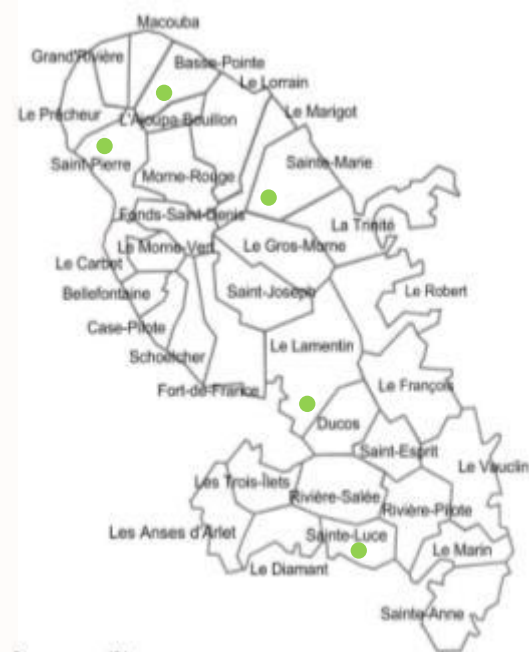 Macouba
Grand'Rivière
Basse-Pointe
Le Lorrain
Le Prêcheur
L'Ajoupa-Bouillon
Le Marigot
Saint-Pierre
Sainte-Marie
Morne-Rouge
Fonds-Saint-Denis
La Trinité
Le Morne-Vert
Le Gros-Morne
Le Carbet
Bellefontaine
Saint-Joseph
Le Robert
Case-Pilote
Schoelcher
Le Lamentin
Fort-de-France
Le François
Ducos
Saint-Esprit
Le Vauclin
Les Trois-Îlets
Rivière-Salée
Rivière-Pilote
Les Anses d'Arlet
Sainte-Luce
Le Marin
Le Diamant
Sainte-Anne